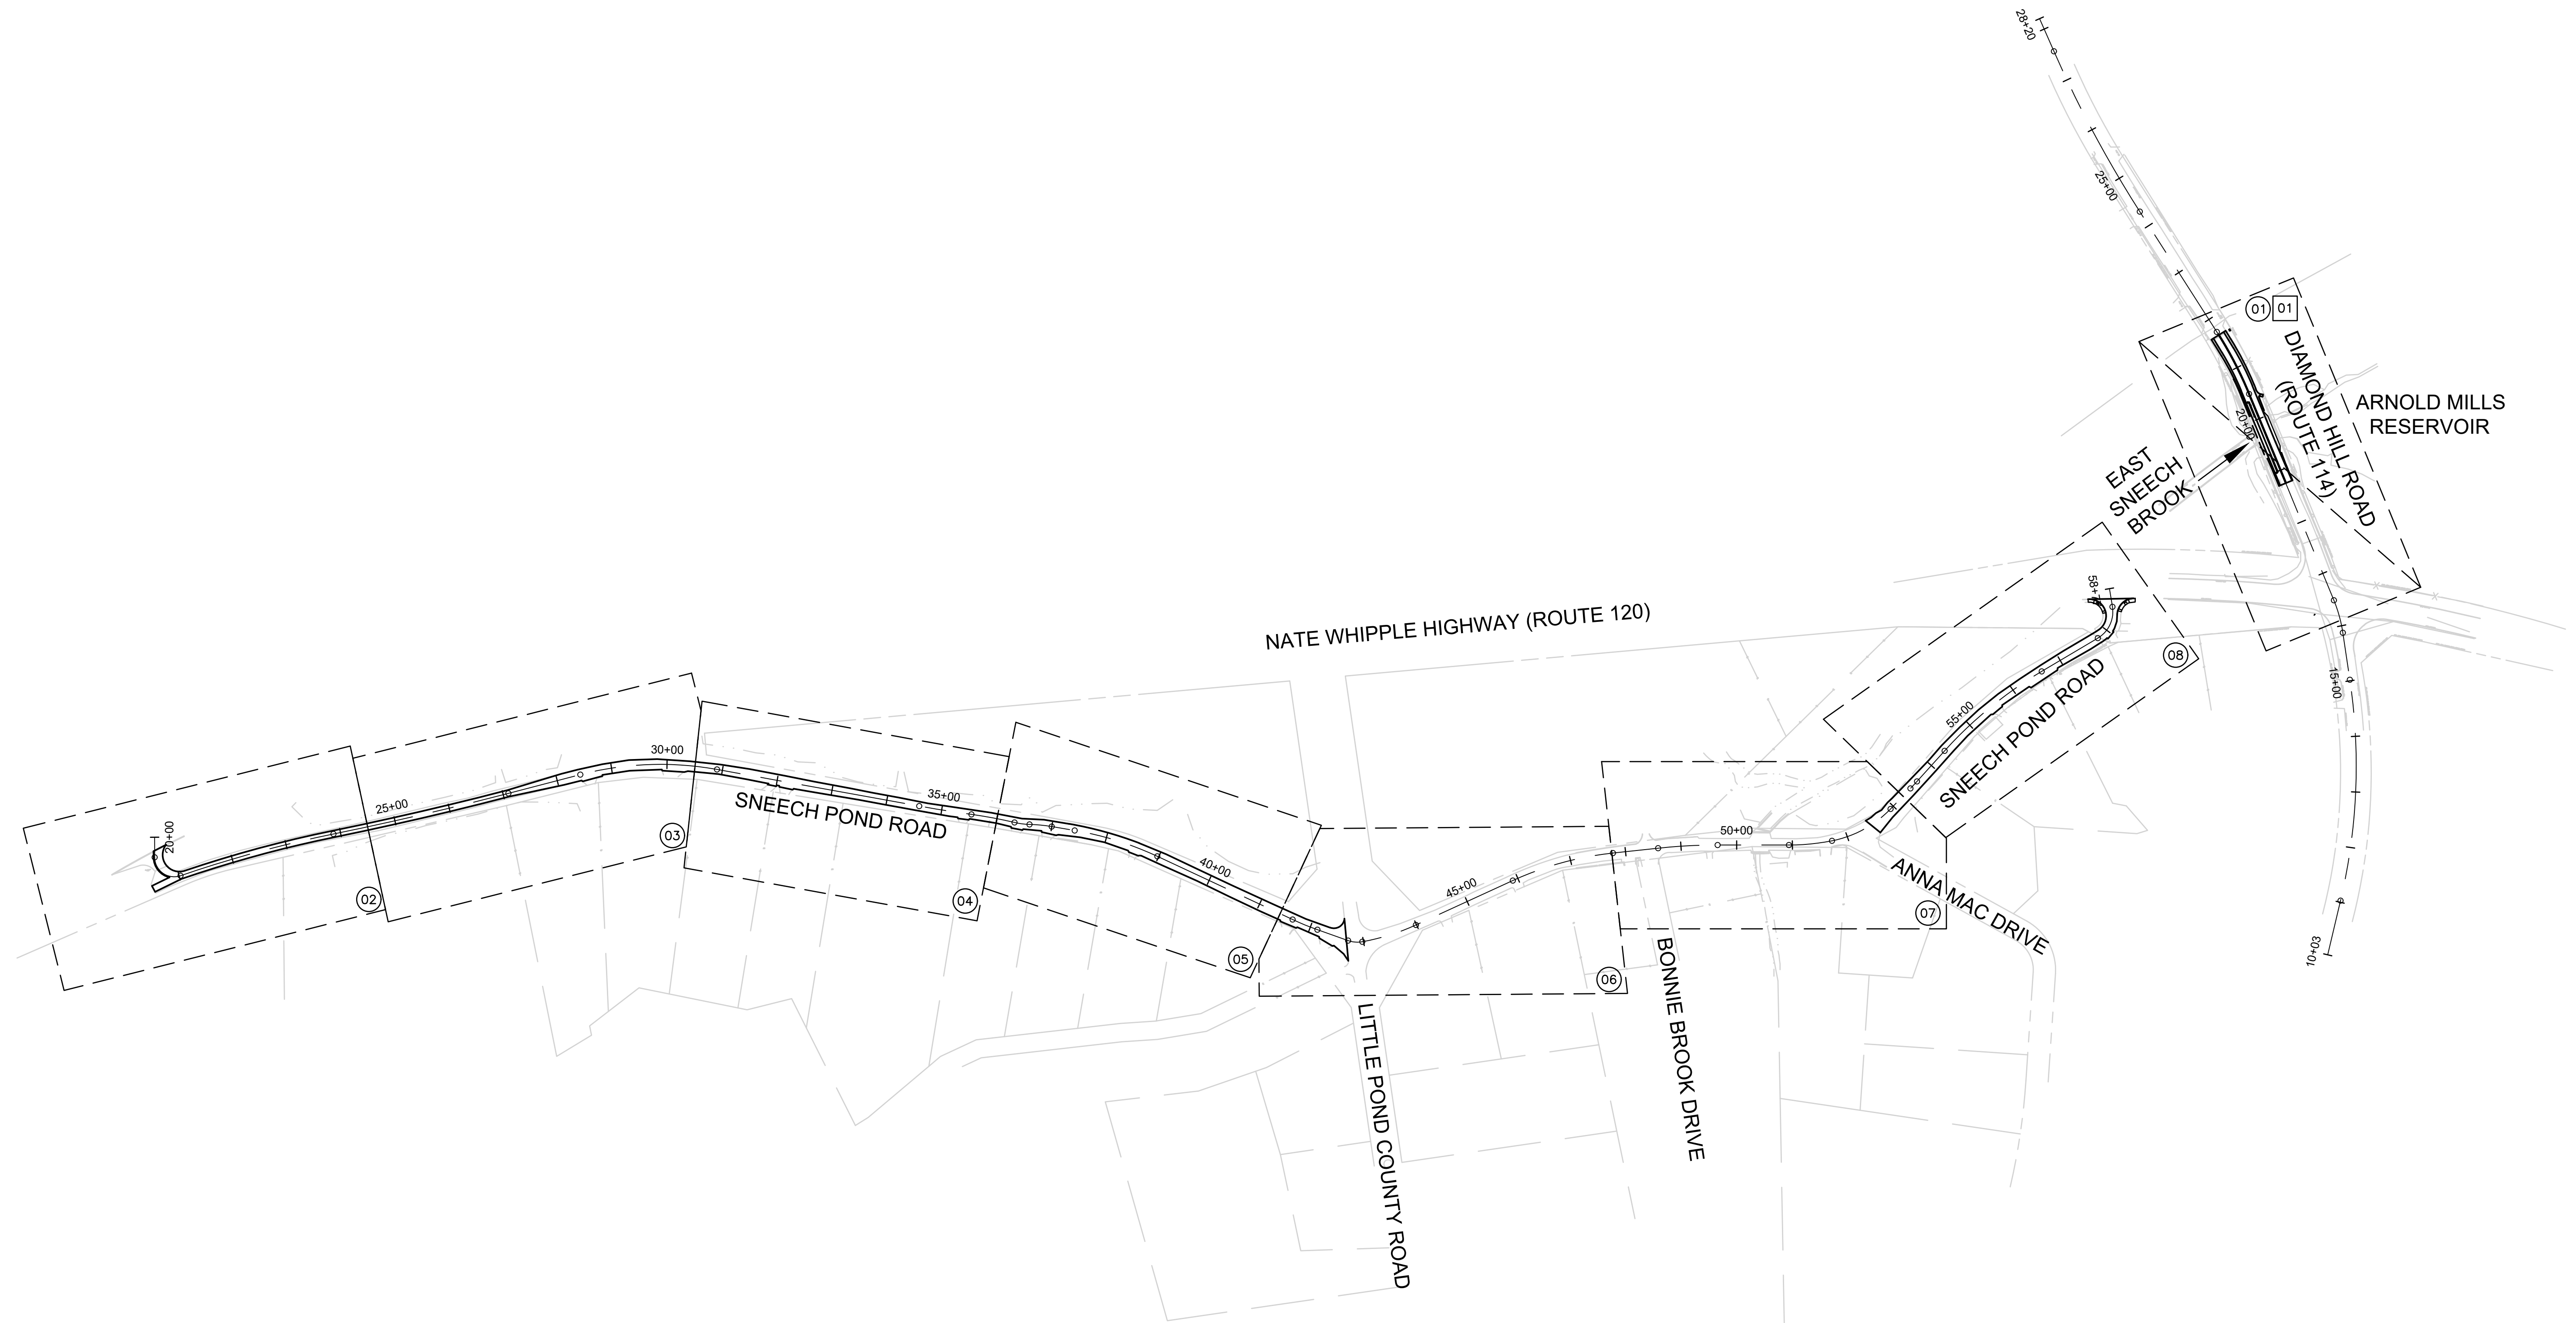 28+20
25+00
01
01
DIAMOND HILL ROAD
(ROUTE 114)
ARNOLD MILLS
RESERVOIR
20+00
EAST
SNEECH
BROOK
NATE WHIPPLE HIGHWAY (ROUTE 120)
08
15+00
SNEECH POND ROAD
55+00
30+00
35+00
SNEECH POND ROAD
25+00
20+00
03
02
04
40+00
05
45+00
50+00
07
ANNA MAC DRIVE
06
10+03
BONNIE BROOK DRIVE
LITTLE POND COUNTY ROAD